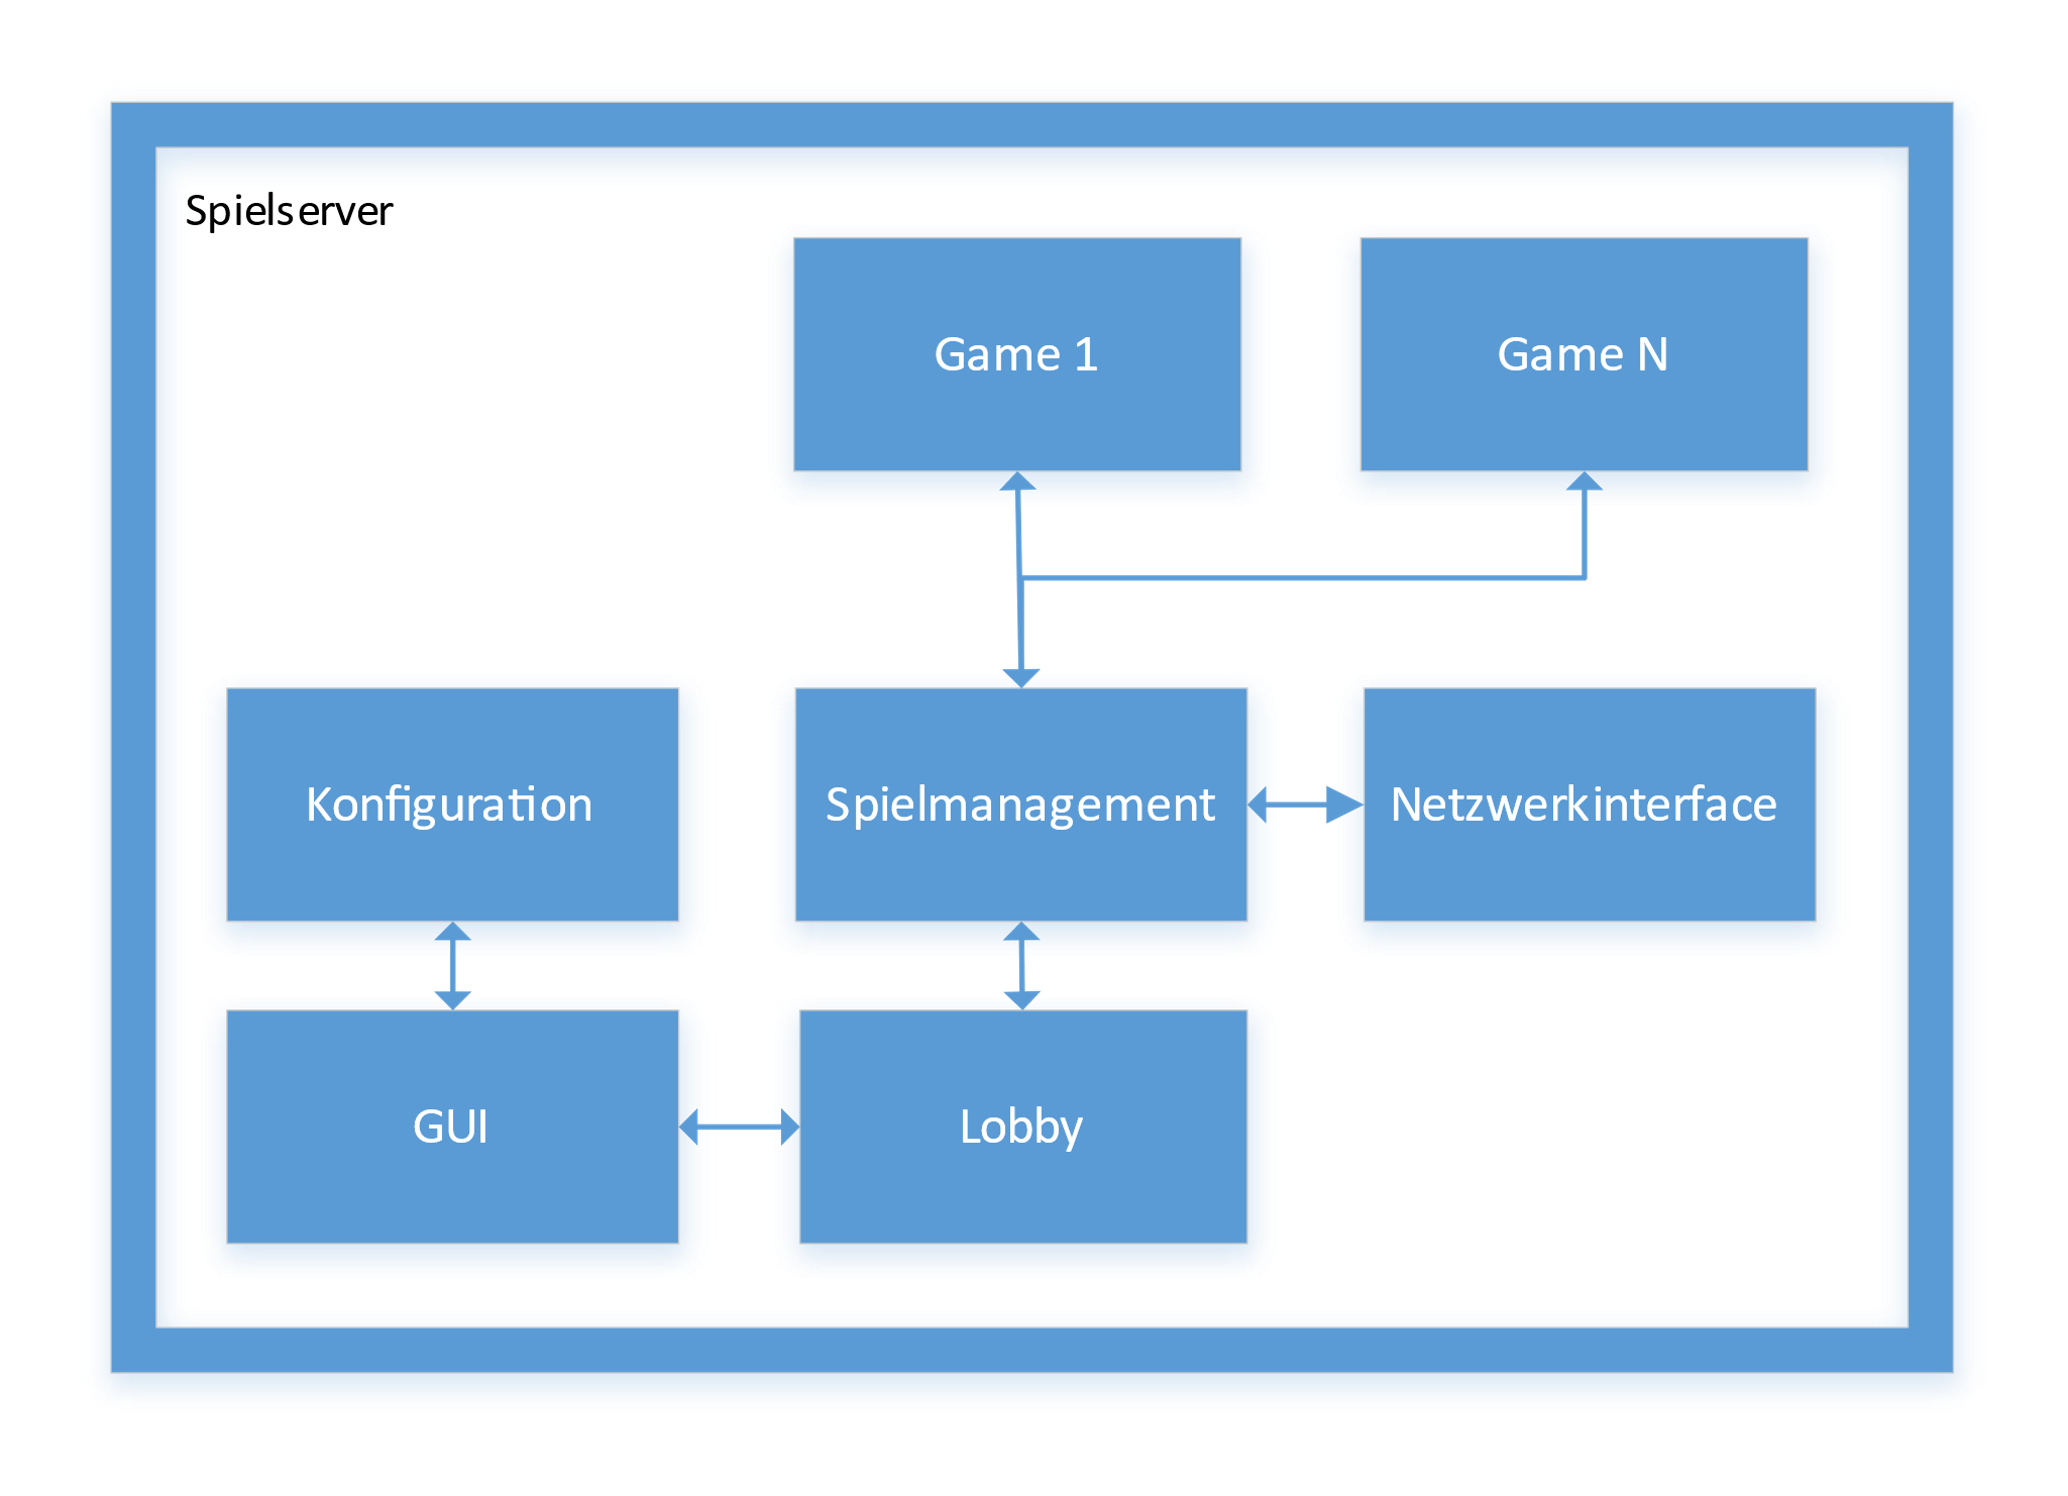 Spielserver
Game 1
Game N
Konfiguration
Spielmanagement
Netzwerkinterface
GUI
Lobby